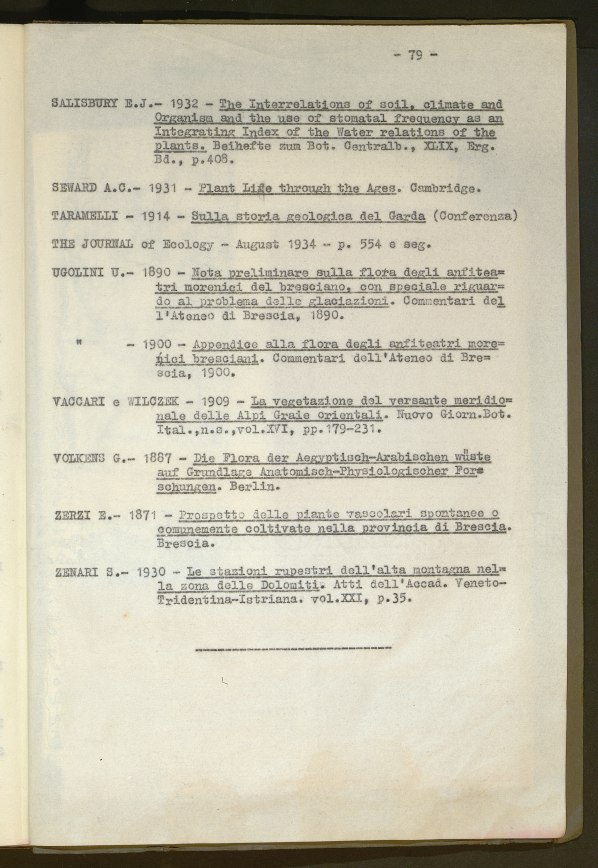 - 79 -
SALISBURY E.J.- 1932 - The Interrelations of soil, climate and
Organism and the use of stomatal frequency as an
Integrating Index of the Water relations of the
plants. Beihefte zum Bot. Centralb., XLIX, Erg.
Bd., p.408.
SEWARD A.C.- 1931 - Plant Life through the Ages. Cambridge.
TARAMELLI - 1914 - Sulla storia geologica del Garda (Conferenza)
THE JOURNAL of Ecology - August 1934 - p. 554 e seg.
UGOLINI U.- 1890 - Nota preliminare sulla flora degli anfitea=
tri morenici del bresciano, con speciale riguar=
do al problema delle glaciazioni. Commentari del
l'Ateneo di Brescia, 1890.
" - 1900 - Appendice alla flora degli anfiteatri more=
nici bresciani. Commentari dell'Ateneo di Bre=
scia, 1900.
VACCARI e WILCZEK - 1909 - La vegetazione del versante meridio=
nale delle Alpi Graie orientali. Nuovo Giorn.Bot.
Ital.,n.s.,vol.XVI, pp.179-231.
VOLKENS G.- 1887 - Die Flora der Aegyptisch-Arabischen wüste
auf Grundlage Anatomisch-Physiologischer For=
schungen. Berlin.
ZERZI E.- 1871 - Prospetto delle piante vascolari spontanee o
comunemente coltivate nella provincia di Brescia.
Brescia.
ZENARI S.- 1930 - Le stazioni rupestri dell'alta montagna nel=
la zona delle Dolomiti. Atti dell'Accad. Veneto-
Tridentina-Istriana. vol.XXI, p.35.